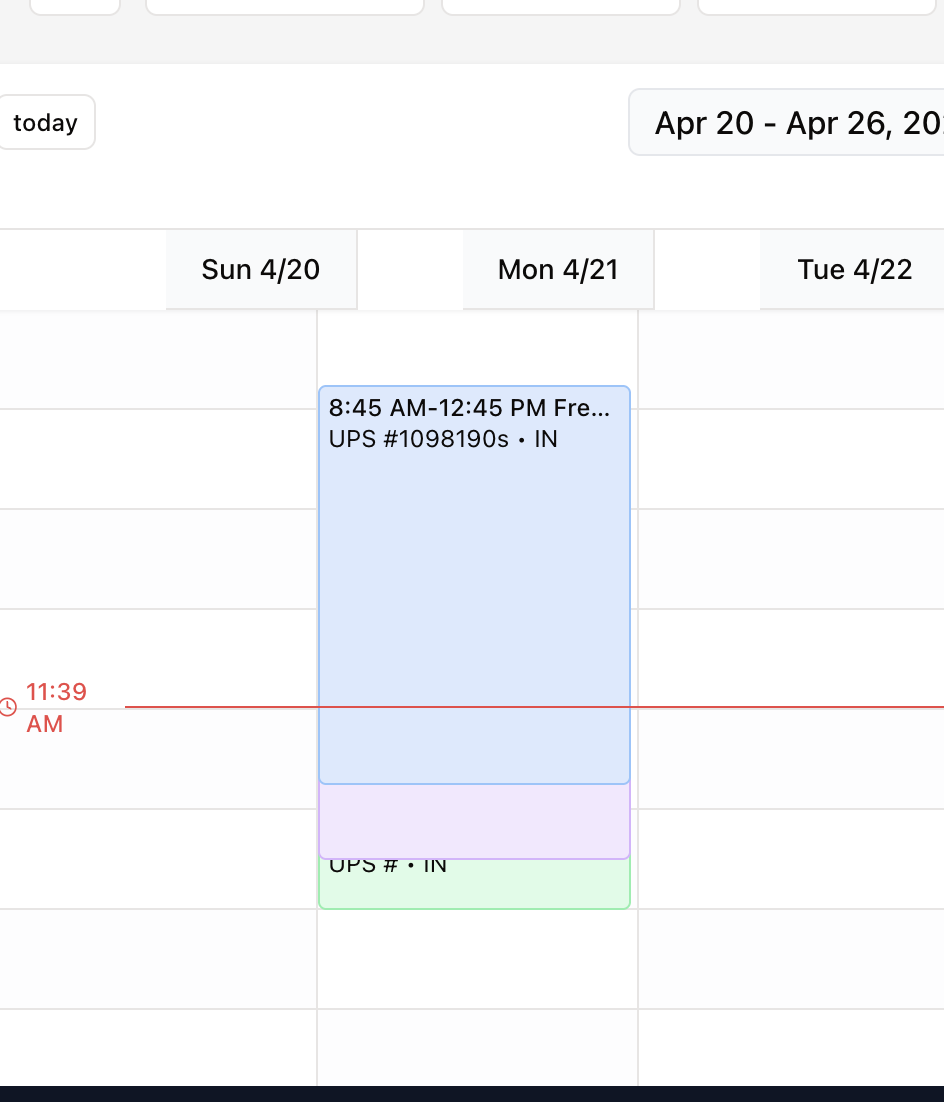 today
Apr 20 - Apr 26, 20
Sun 4/20
Mon 4/21
Tue 4/22
8:45 AM-12:45 PM Fre...
UPS #1098190s • IN
11:39
AM
UPS # • IN